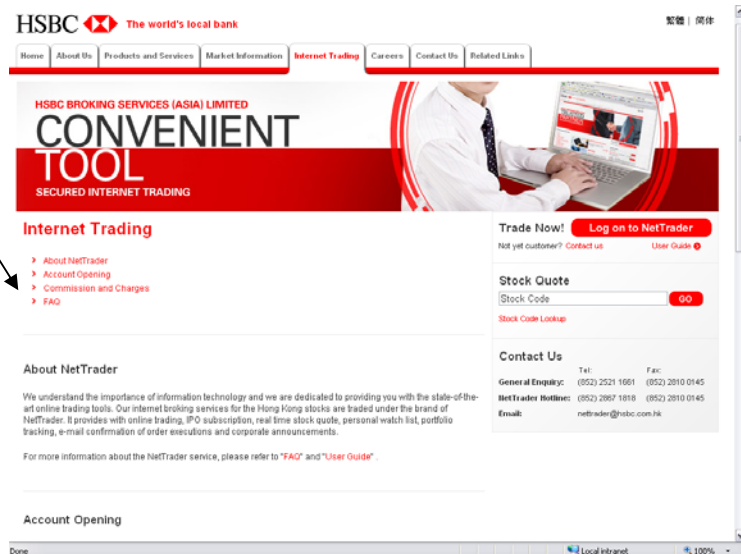 HSBC The world's local bank
繁體 | 简体
Home About Us Products and Services Market Information Internet Trading Careers Contact Us Related Links
HSBC BROKING SERVICES (ASIA) LIMITED
CONVENIENT
TOOL
SECURED INTERNET TRADING
Internet Trading
About NetTrader
Account Opening
Commission and Charges
FAQ
About NetTrader
We understand the importance of information technology and we are dedicated to providing you with the state-of-the-
art online trading tools. Our internet broking services for the Hong Kong stocks are traded under the brand of
NetTrader. It provides with online trading, IPO subscription, real time stock quote, personal watch list, portfolio
tracking, e-mail confirmation of order executions and corporate announcements.
For more information about the NetTrader service, please refer to "FAQ" and "User Guide" .
Account Opening
Trade Now! Log on to NetTrader
Not yet customer? Contact us User Guide
Stock Quote
Stock Code GO
Stock Code Lookup
Contact Us
Tel: Fax:
General Enquiry: (852) 2521 1661 (852) 2810 0145
NetTrader Hotline: (852) 2867 1818 (852) 2810 0145
Email: nettrader@hsbc.com.hk
Done Local intranet 100%